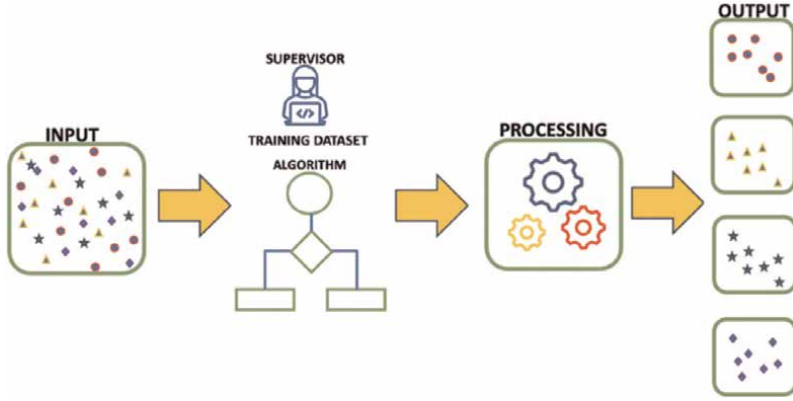 INPUT
SUPERVISOR
</>
TRAINING DATASET
ALGORITHM
PROCESSING
OUTPUT